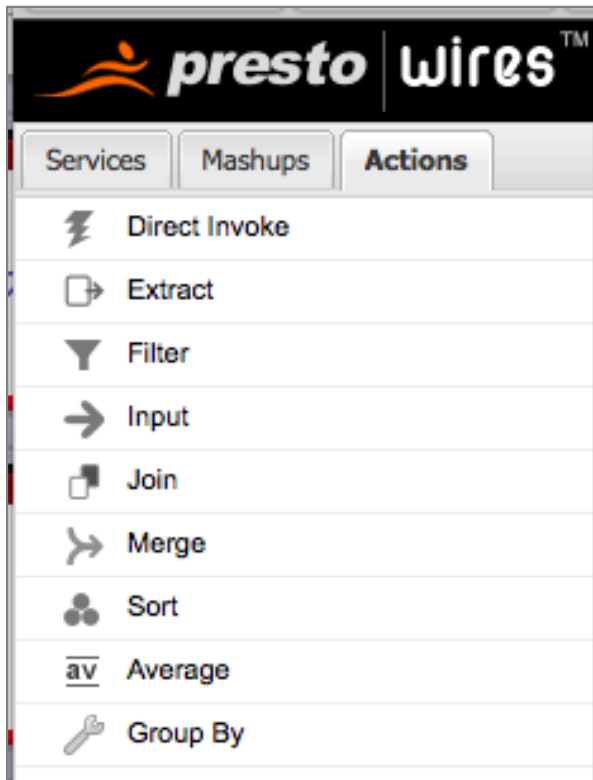 presto wires™
Services Mashups Actions
Direct Invoke
Extract
Filter
Input
Join
Merge
Sort
av Average
Group By